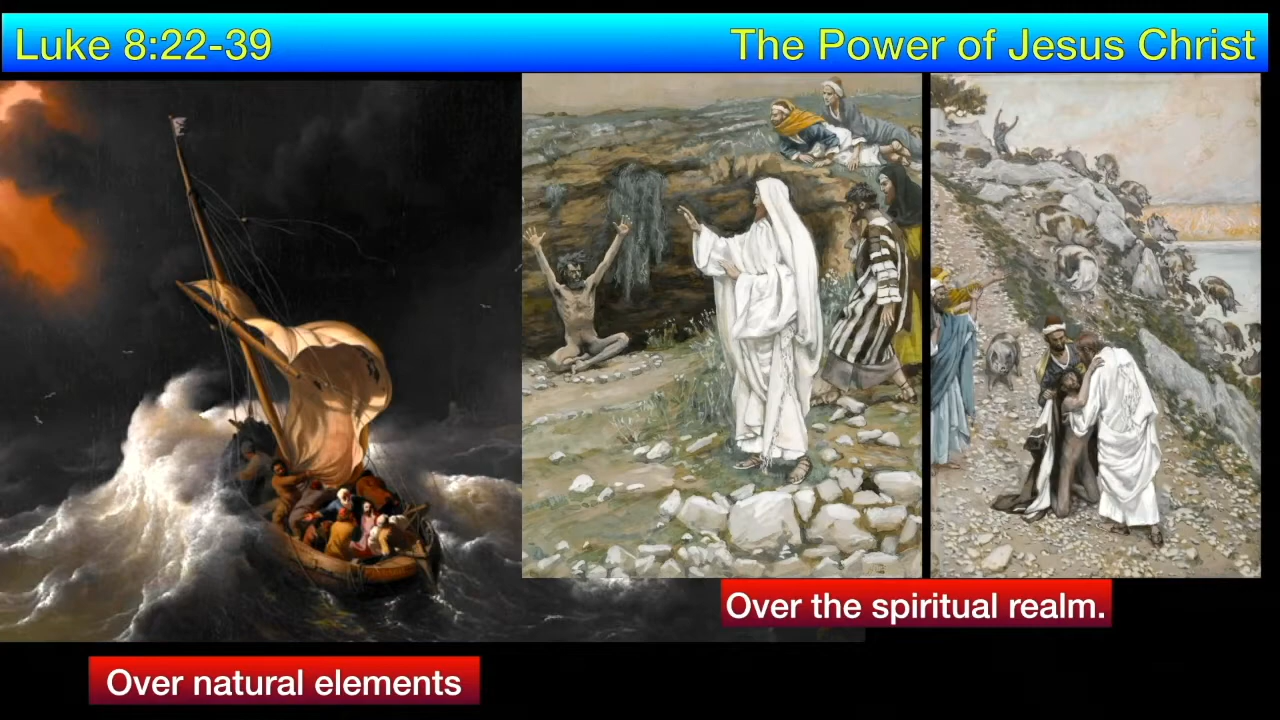 Luke 8:22-39
The Power of Jesus Christ
Over the spiritual realm.
Over natural elements